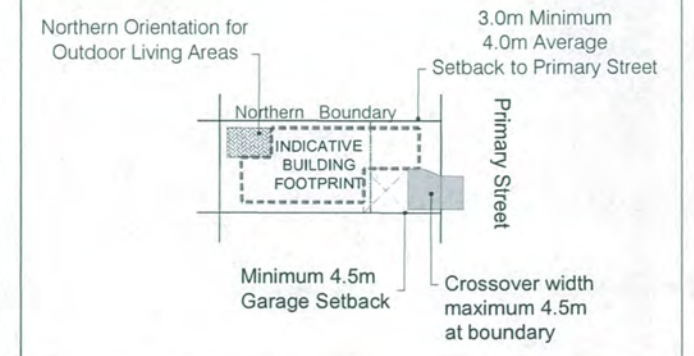 Northern Orientation for
Outdoor Living Areas
3.0m Minimum
4.0m Average
Setback to Primary Street
Northern Boundary
INDICATIVE
BUILDING
FOOTPRINT
Primary Street
Minimum 4.5m
Garage Setback
Crossover width
maximum 4.5m
at boundary